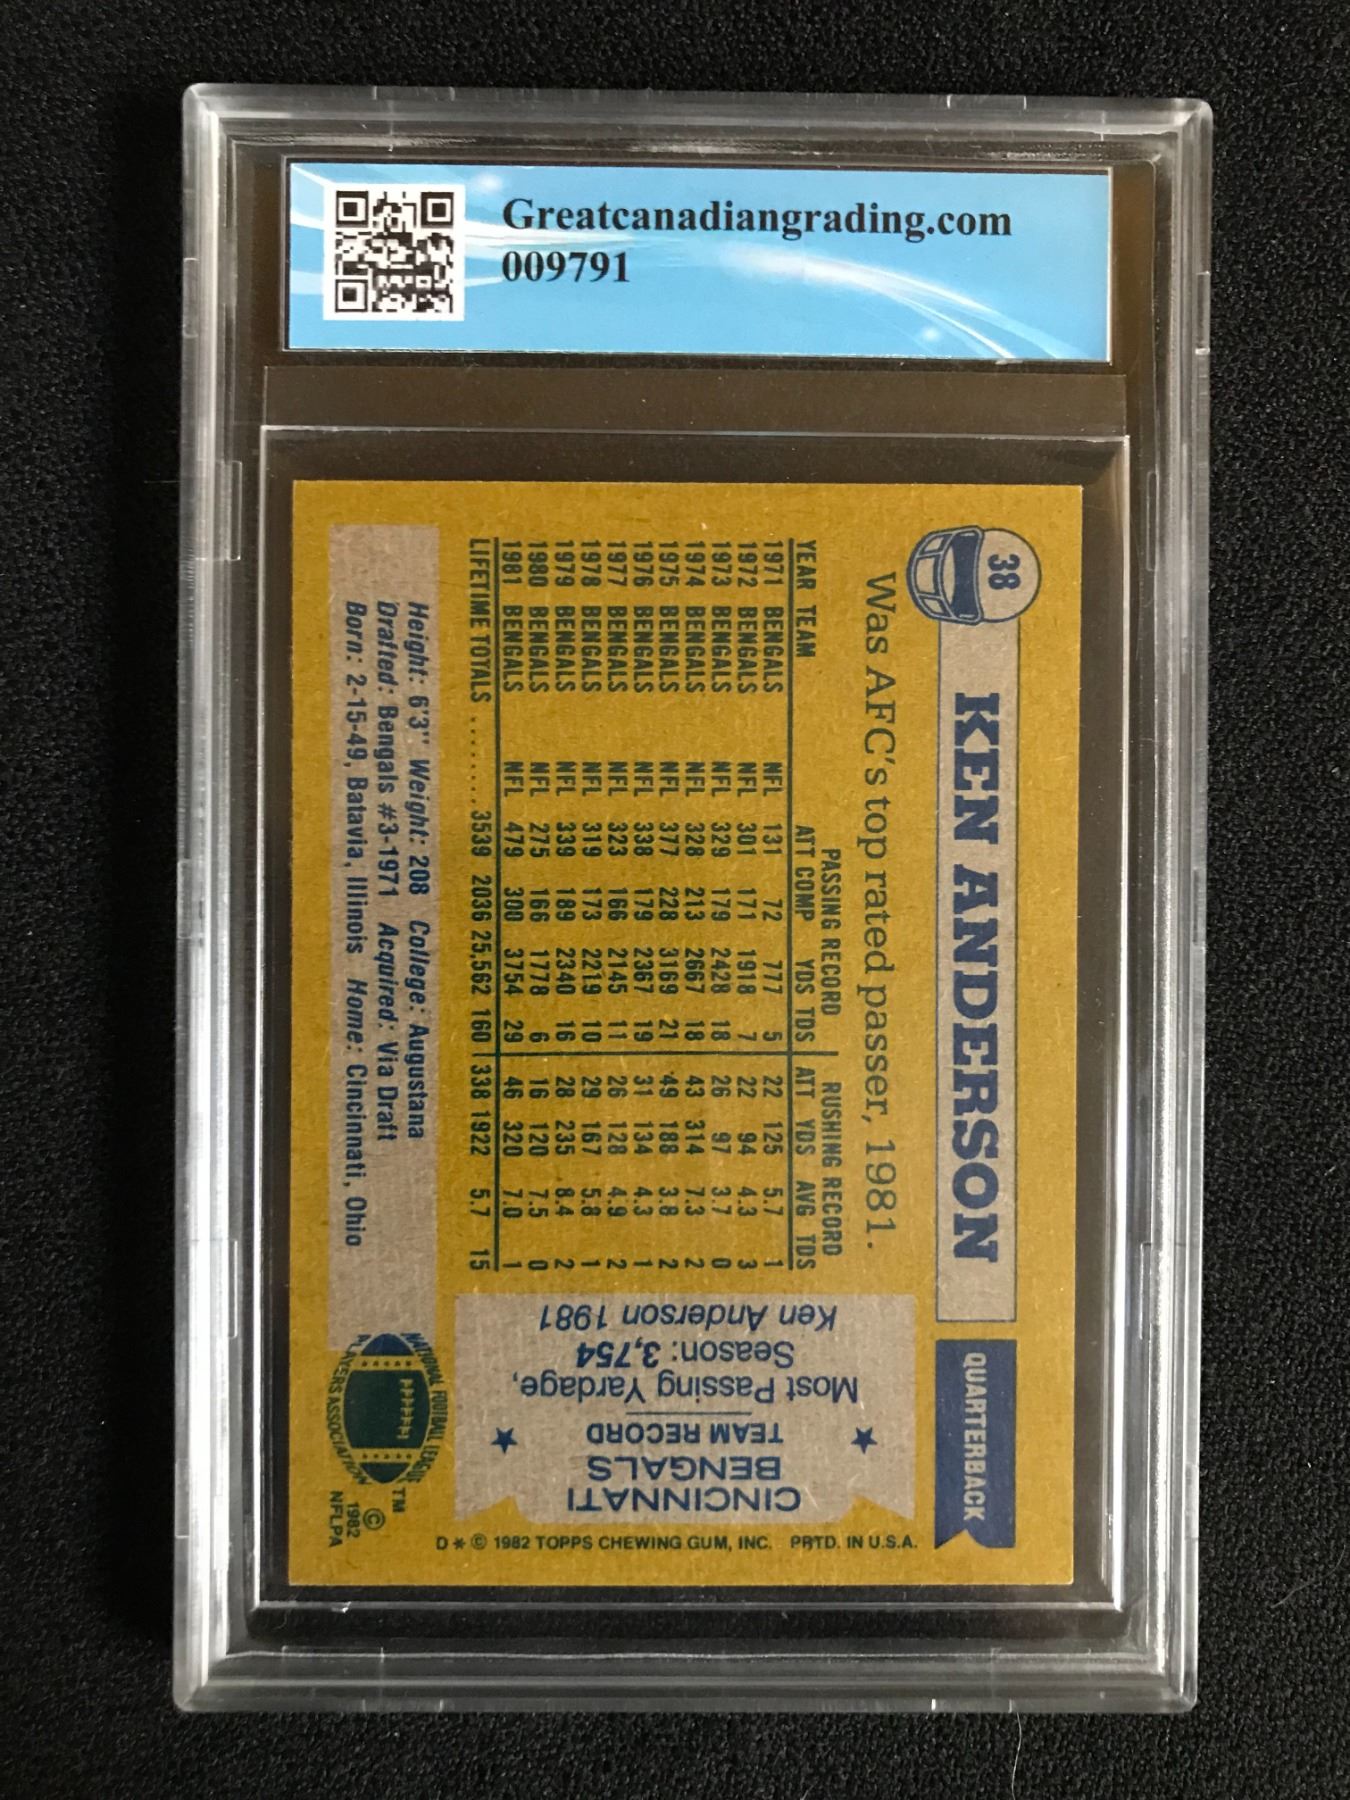 Greatcanadiangrading.com
009791
38
KEN ANDERSON
QUARTERBACK
Was AFC's top rated passer, 1981.
PASSING RECORD RUSHING RECORD
YEAR TEAM ATT COMP YDS TDS ATT YDS AVG TDS
1971 BENGALS NFL 131 72 777 5 22 125 5.7 1
1972 BENGALS NFL 301 171 1918 7 22 94 4.3 3
1973 BENGALS NFL 329 179 2428 18 26 97 3.7 0
1974 BENGALS NFL 328 213 2667 18 43 314 7.3 2
1975 BENGALS NFL 377 228 3169 21 49 188 3.8 2
1976 BENGALS NFL 338 179 2367 19 31 134 4.3 1
1977 BENGALS NFL 323 166 2145 11 26 128 4.9 2
1978 BENGALS NFL 319 173 2219 10 29 167 5.8 1
1979 BENGALS NFL 339 189 2340 16 28 235 8.4 2
1980 BENGALS NFL 275 166 1778 6 16 120 7.5 0
1981 BENGALS NFL 479 300 3754 29 46 320 7.0 1
LIFETIME TOTALS ........ 3539 2036 25,562 160 338 1922 5.7 15
Height: 6'3" Weight: 208 College: Augustana
Drafted: Bengals #3-1971 Acquired: Via Draft
Born: 2-15-49, Batavia, Illinois Home: Cincinnati, Ohio
CINCINNATI
BENGALS
TEAM RECORD
Most Passing Yardage,
Season: 3,754
Ken Anderson 1981
NATIONAL FOOTBALL LEAGUE
PLAYERS ASSOCIATION
TM
©
1982
NFLPA
D * © 1982 TOPPS CHEWING GUM, INC. PRTD. IN U.S.A.